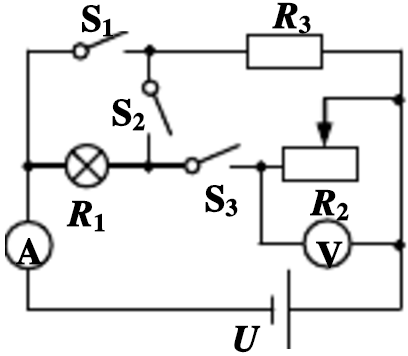 S₁
R₃
S₂
R₁
S₃
R₂
A
V
U